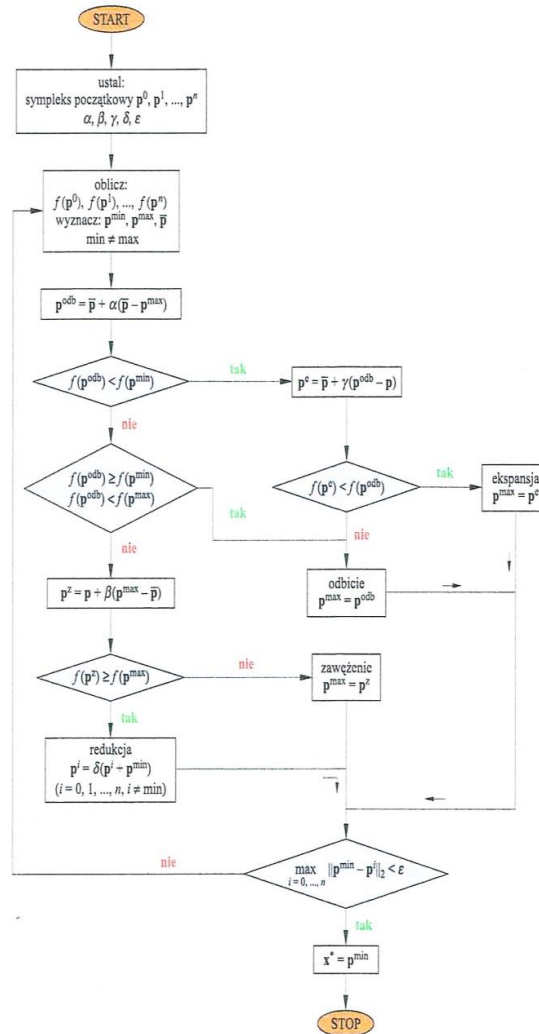 START
ustal:
sympleks początkowy p⁰, p¹, ..., pⁿ
α, β, γ, δ, ε
oblicz:
f(p⁰), f(p¹), ..., f(pⁿ)
wyznacz: pᵐⁱⁿ, pᵐᵃˣ, p̄
min ≠ max
pᵒᵈᵇ = p̄ + α(p̄ − pᵐᵃˣ)
f(pᵒᵈᵇ) < f(pᵐⁱⁿ)
tak
pᵉ = p̄ + γ(pᵒᵈᵇ − p)
nie
f(pᵒᵈᵇ) ≥ f(pᵐⁱⁿ)
f(pᵒᵈᵇ) < f(pᵐᵃˣ)
tak
f(pᵉ) < f(pᵒᵈᵇ)
tak
ekspansja
pᵐᵃˣ = pᵉ
nie
nie
odbicie
pᵐᵃˣ = pᵒᵈᵇ
pᶻ = p + β(pᵐᵃˣ − p̄)
f(pᶻ) ≥ f(pᵐᵃˣ)
nie
zawężenie
pᵐᵃˣ = pᶻ
tak
redukcja
pⁱ = δ(pⁱ + pᵐⁱⁿ)
(i = 0, 1, ..., n, i ≠ min)
nie
max ||pᵐⁱⁿ − pⁱ||₂ < ε
i = 0, ..., n
tak
x* = pᵐⁱⁿ
STOP